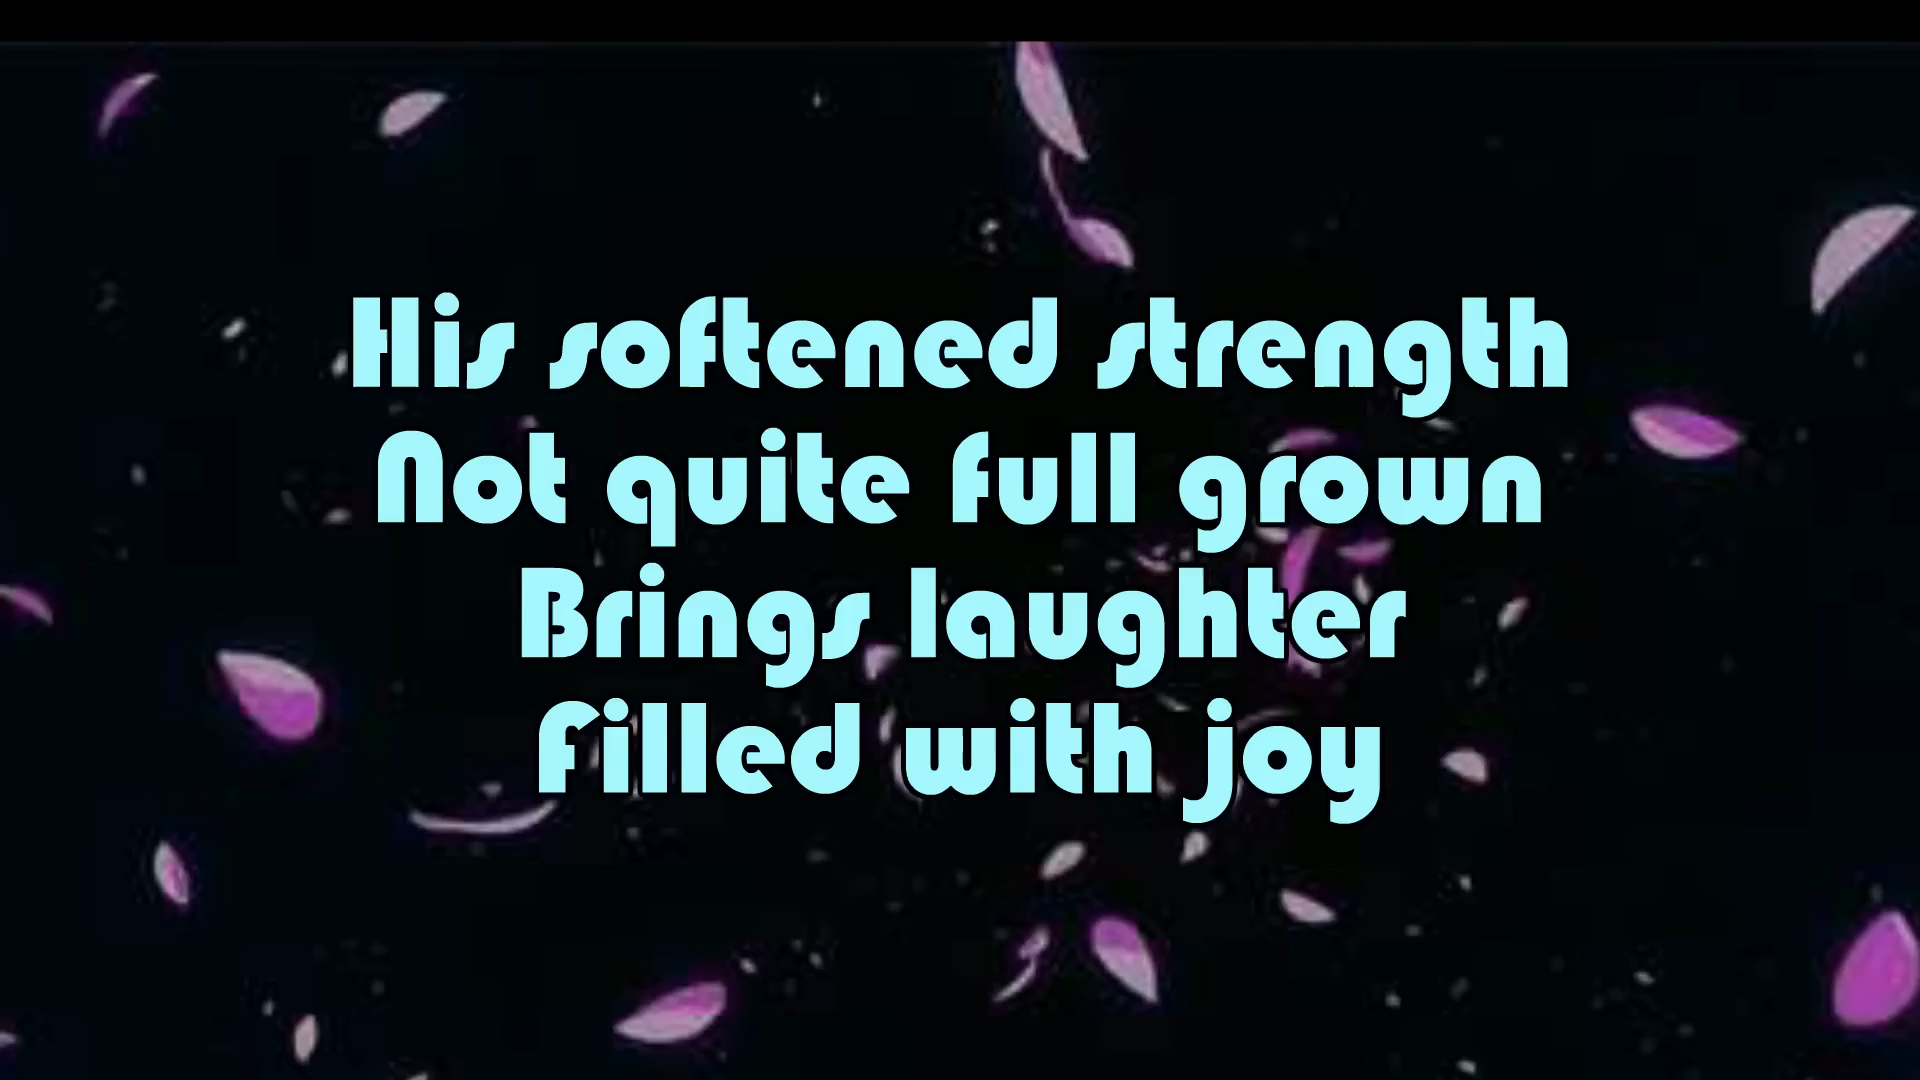 His softened strength
Not quite full grown
Brings laughter
Filled with joy